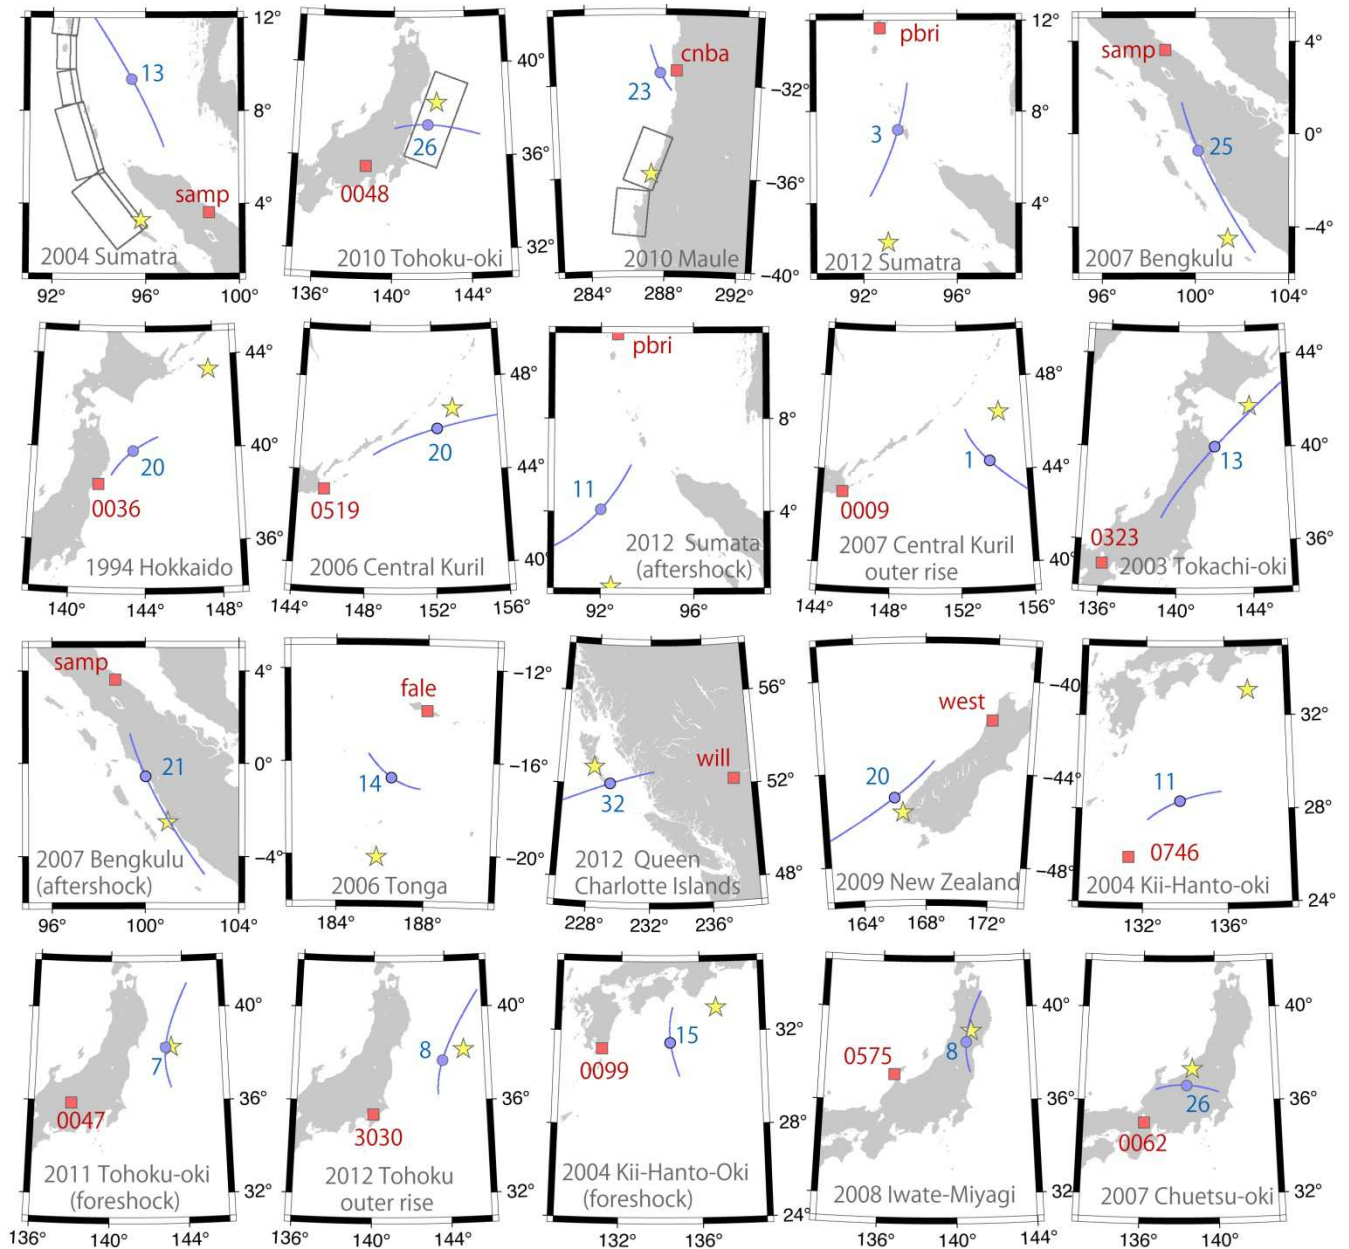 12°
13
8°
samp
4°
2004 Sumatra
92° 96° 100°
40°
26
36°
0048
2010 Tohoku-oki
32°
136° 140° 144°
cnba
23
−32°
−36°
2010 Maule
−40°
284° 288° 292°
12°
pbri
3
8°
4°
2012 Sumatra
92° 96°
samp
4°
0°
25
−4°
2007 Bengkulu
96° 100° 104°
44°
40°
20
0036
36°
1994 Hokkaido
140° 144° 148°
48°
20
44°
0519
2006 Central Kuril
40°
144° 148° 152° 156°
pbri
8°
11
4°
2012 Sumata
(aftershock)
92° 96°
48°
1
44°
0009
2007 Central Kuril
outer rise
40°
144° 148° 152° 156°
44°
40°
13
0323
36°
2003 Tokachi-oki
136° 140° 144°
samp
4°
21
0°
2007 Bengkulu
(aftershock)
−4°
96° 100° 104°
−12°
fale
14
−16°
−20°
2006 Tonga
184° 188°
56°
will
52°
32
2012 Queen
Charlotte Islands
48°
228° 232° 236°
−40
west
20
−44°
−48°
2009 New Zealand
164° 168° 172°
32°
11
28°
0746
2004 Kii-Hanto-oki
24°
132° 136°
40°
7
36°
0047
2011 Tohoku-oki
(foreshock)
32°
136° 140° 144°
40°
8
36°
3030
2012 Tohoku
outer rise
32°
136° 140° 144°
32°
15
0099
28°
2004 Kii-Hanto-Oki
(foreshock)
24°
132° 136°
40°
0575
8
36°
2008 Iwate-Miyagi
32°
136° 140° 144°
40°
26
36°
0062
2007 Chuetsu-oki
32°
136° 140°